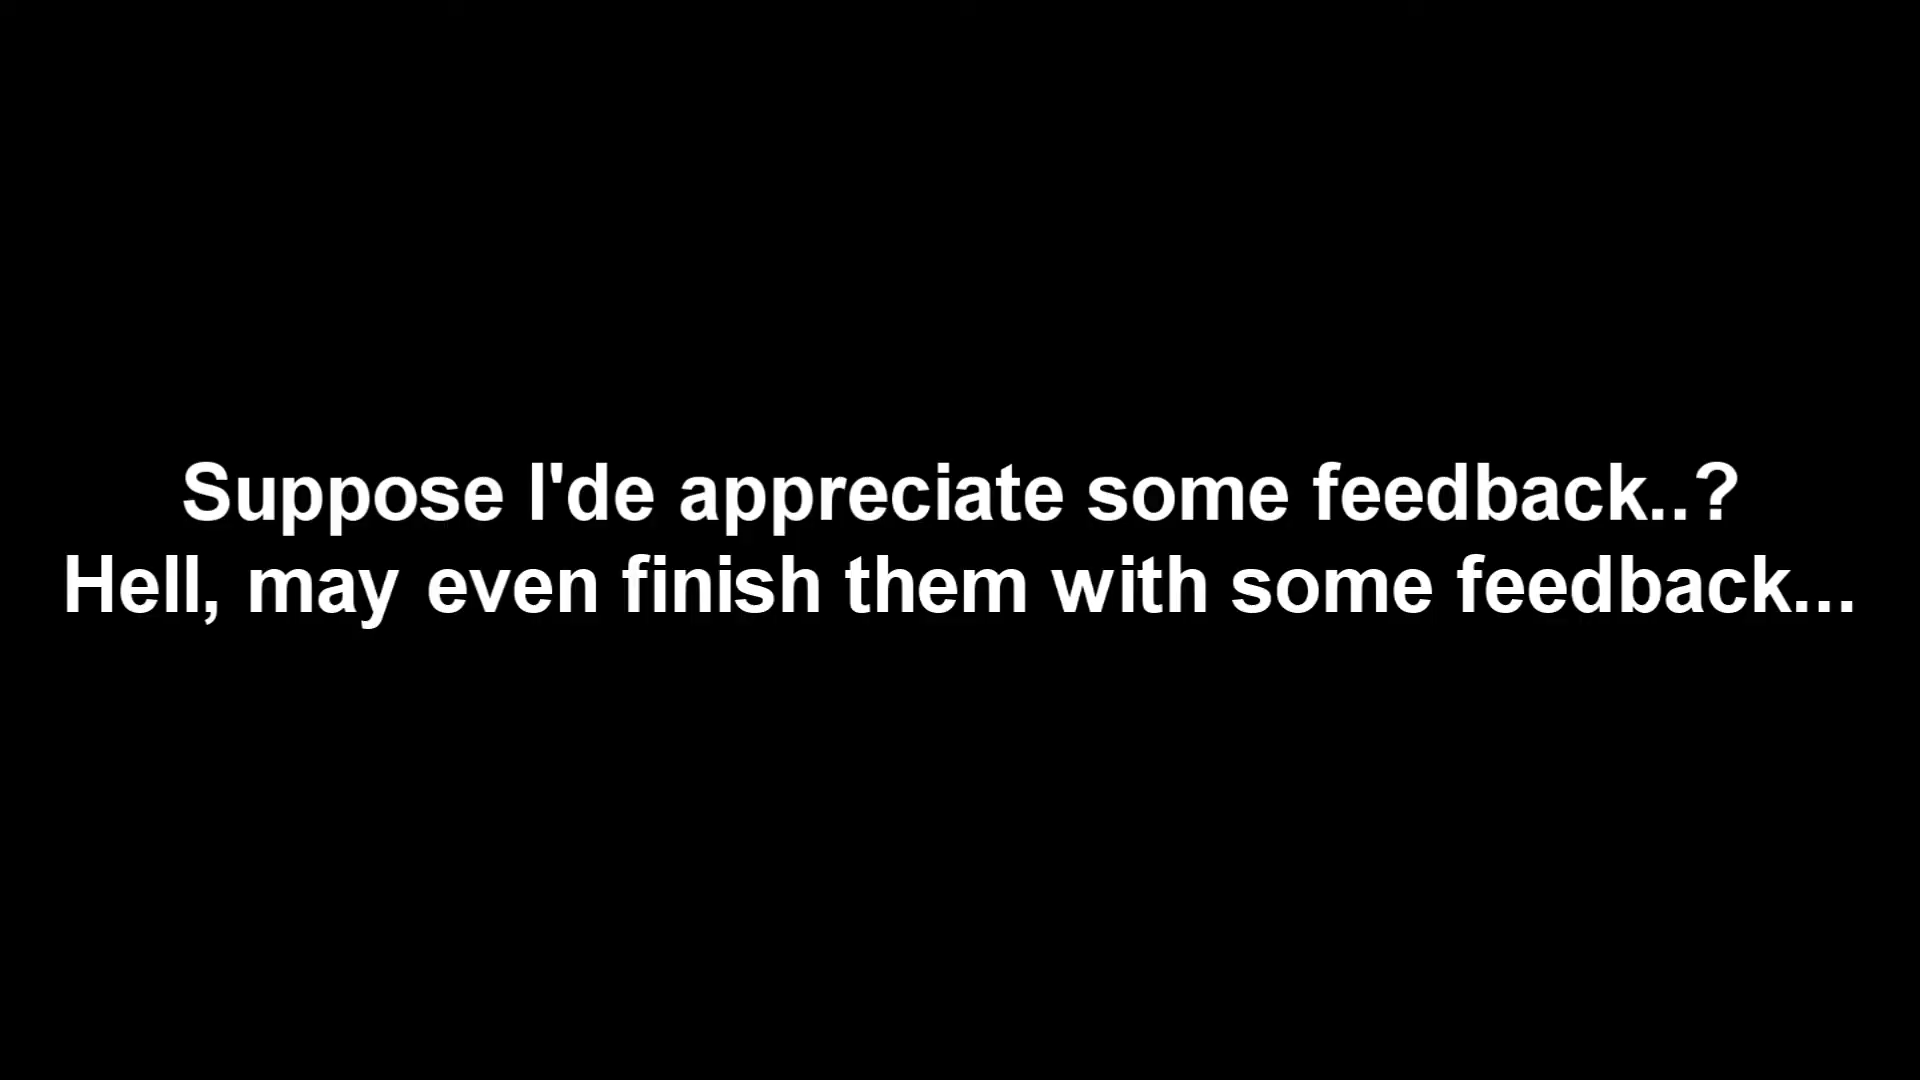 Suppose I'de appreciate some feedback..?
Hell, may even finish them with some feedback...